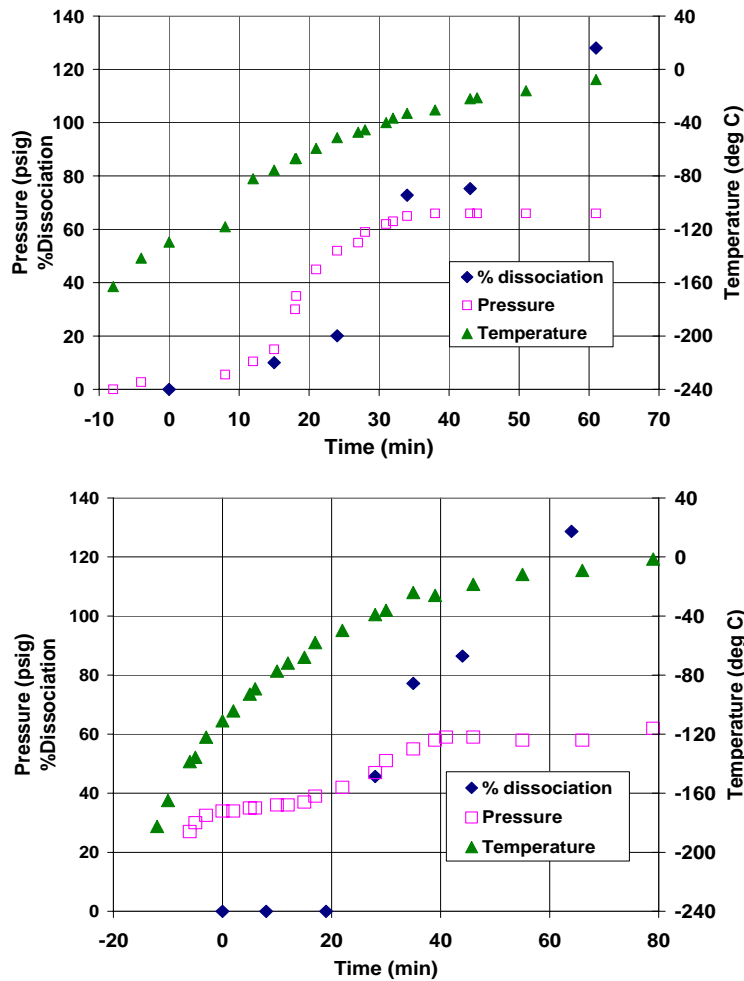 140
120
100
80
60
40
20
0
Pressure (psig)
%Dissociation
40
0
-40
-80
-120
-160
-200
-240
Temperature (deg C)
% dissociation
Pressure
Temperature
-10 0 10 20 30 40 50 60 70
Time (min)
140
120
100
80
60
40
20
0
Pressure (psig)
%Dissociation
40
0
-40
-80
-120
-160
-200
-240
Temperature (deg C)
% dissociation
Pressure
Temperature
-20 0 20 40 60 80
Time (min)